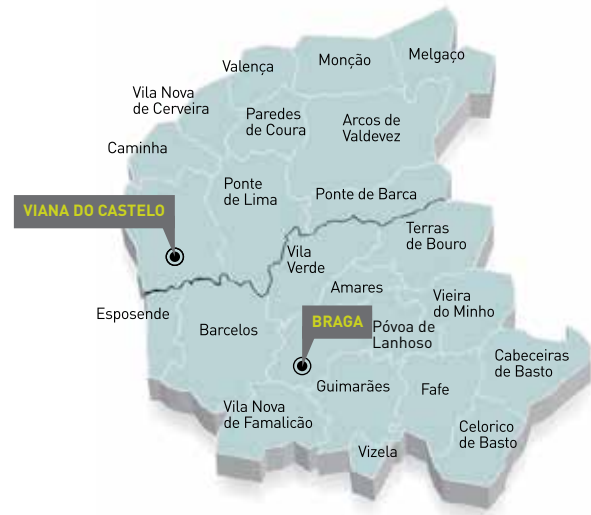 Melgaço
Monção
Valença
Vila Nova
de Cerveira
Paredes
de Coura
Arcos de
Valdevez
Caminha
Ponte
de Lima
Ponte de Barca
VIANA DO CASTELO
Terras
de Bouro
Vila
Verde
Amares
Vieira
do Minho
Esposende
Barcelos
BRAGA
Póvoa de
Lanhoso
Cabeceiras
de Basto
Guimarães
Fafe
Vila Nova
de Famalicão
Celorico
de Basto
Vizela